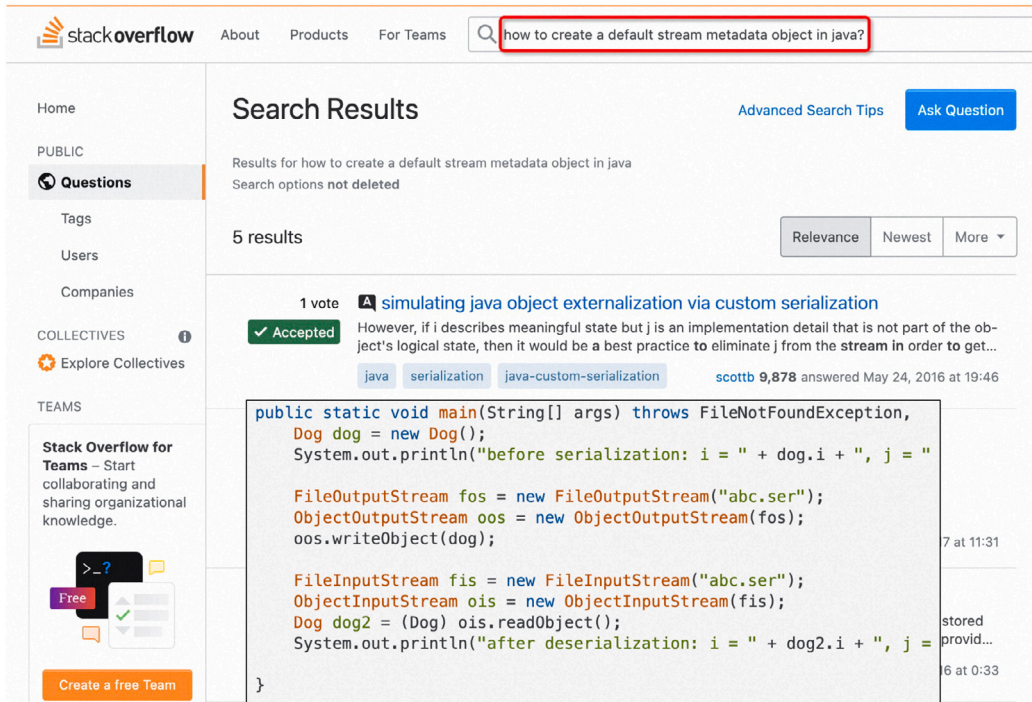 stackoverflow
About
Products
For Teams
how to create a default stream metadata object in java?
Home
PUBLIC
Questions
Tags
Users
Companies
COLLECTIVES
Explore Collectives
TEAMS
Stack Overflow for
Teams – Start
collaborating and
sharing organizational
knowledge.
>_?
Free
Create a free Team
Search Results
Advanced Search Tips
Ask Question
Results for how to create a default stream metadata object in java
Search options not deleted
5 results
Relevance
Newest
More
1 vote
Accepted
A simulating java object externalization via custom serialization
However, if i describes meaningful state but j is an implementation detail that is not part of the ob-
ject's logical state, then it would be a best practice to eliminate j from the stream in order to get...
java
serialization
java-custom-serialization
scottb 9,878 answered May 24, 2016 at 19:46
public static void main(String[] args) throws FileNotFoundException,
Dog dog = new Dog();
System.out.println("before serialization: i = " + dog.i + ", j = "
FileOutputStream fos = new FileOutputStream("abc.ser");
ObjectOutputStream oos = new ObjectOutputStream(fos);
oos.writeObject(dog);
FileInputStream fis = new FileInputStream("abc.ser");
ObjectInputStream ois = new ObjectInputStream(fis);
Dog dog2 = (Dog) ois.readObject();
System.out.println("after deserialization: i = " + dog2.i + ", j =
}
7 at 11:31
stored
provid...
6 at 0:33